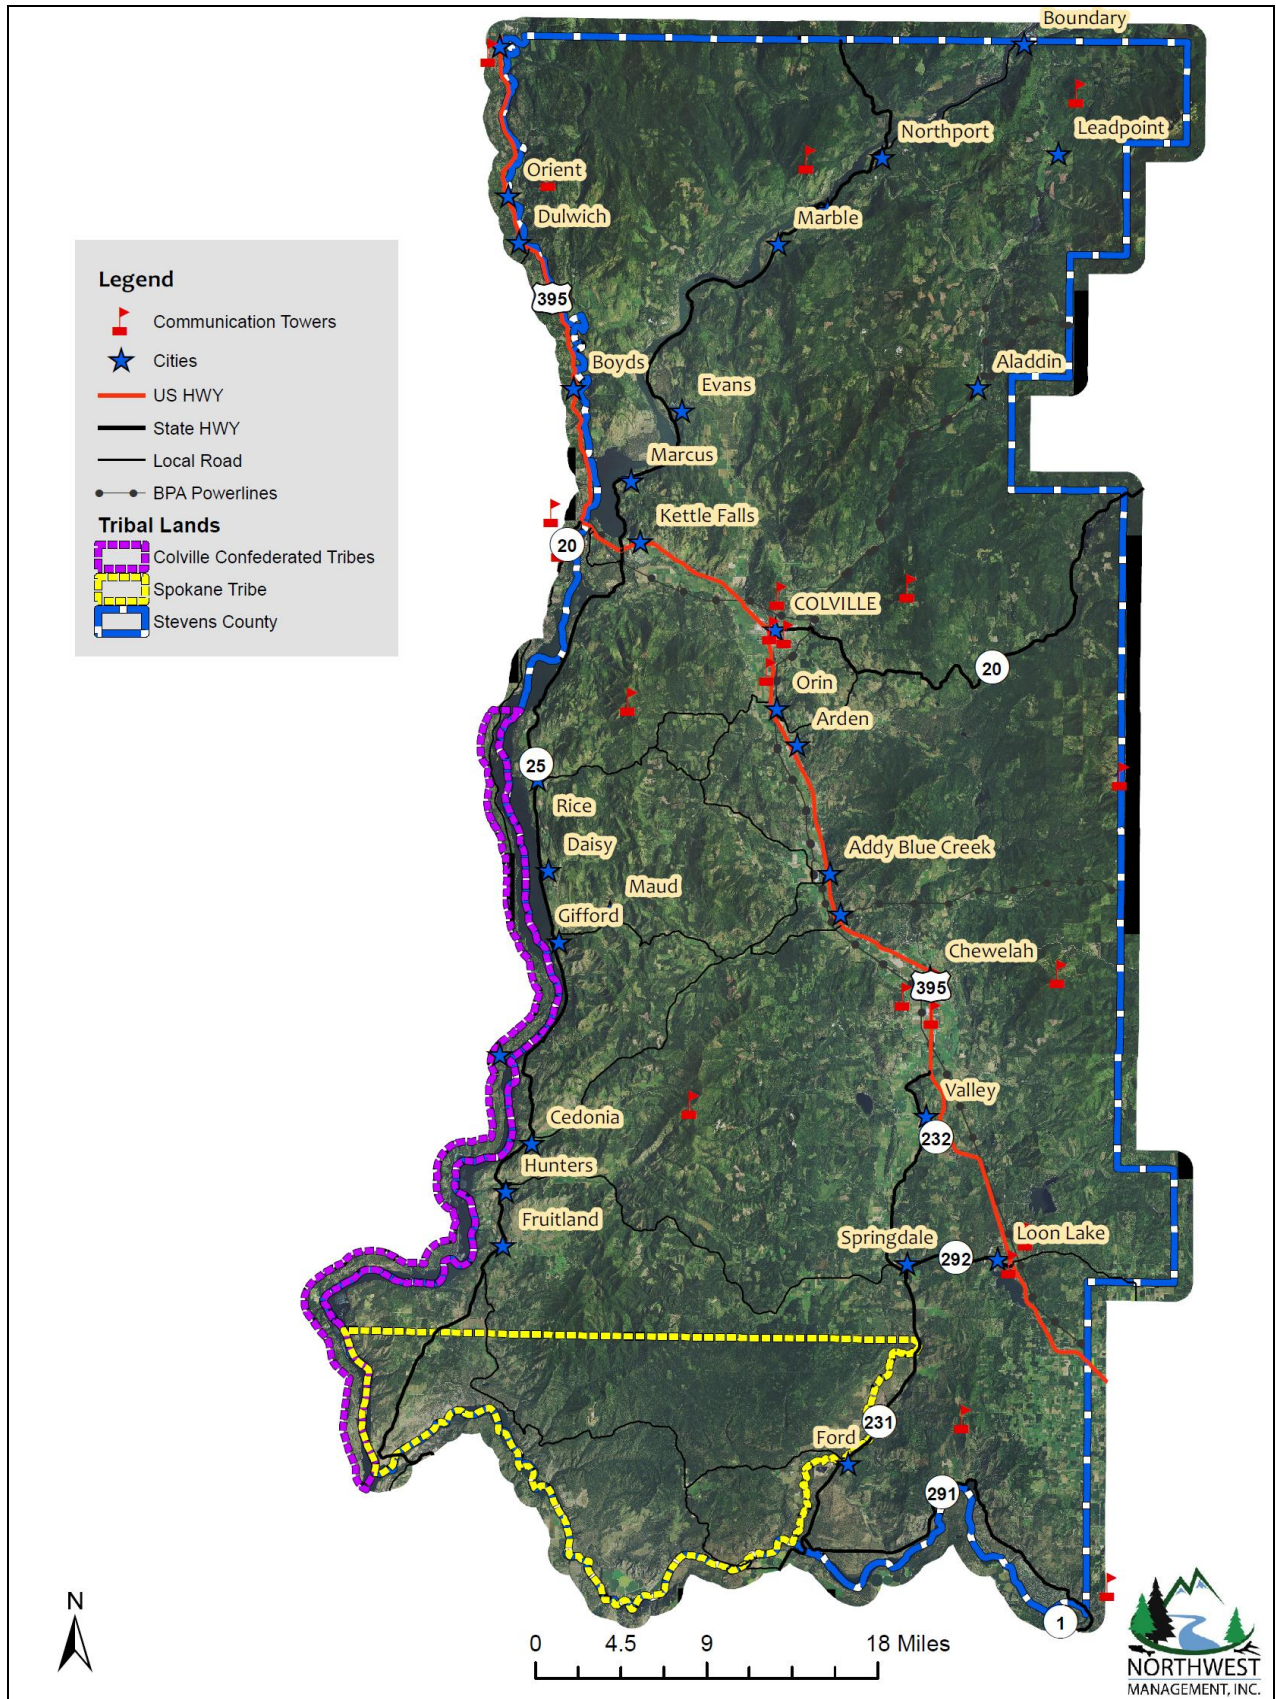 Boundary
Northport
Leadpoint
Orient
Marble
Dulwich
Legend
Communication Towers
Cities
US HWY
State HWY
Local Road
BPA Powerlines
Tribal Lands
Colville Confederated Tribes
Spokane Tribe
Stevens County
395
Boyds
Aladdin
Evans
Marcus
Kettle Falls
20
COLVILLE
20
Orin
Arden
25
Rice
Daisy
Addy Blue Creek
Maud
Gifford
Chewelah
395
Valley
Cedonia
232
Hunters
Fruitland
Springdale
292
Loon Lake
231
Ford
291
1
N
0 4.5 9 18 Miles
NORTHWEST
MANAGEMENT, INC.